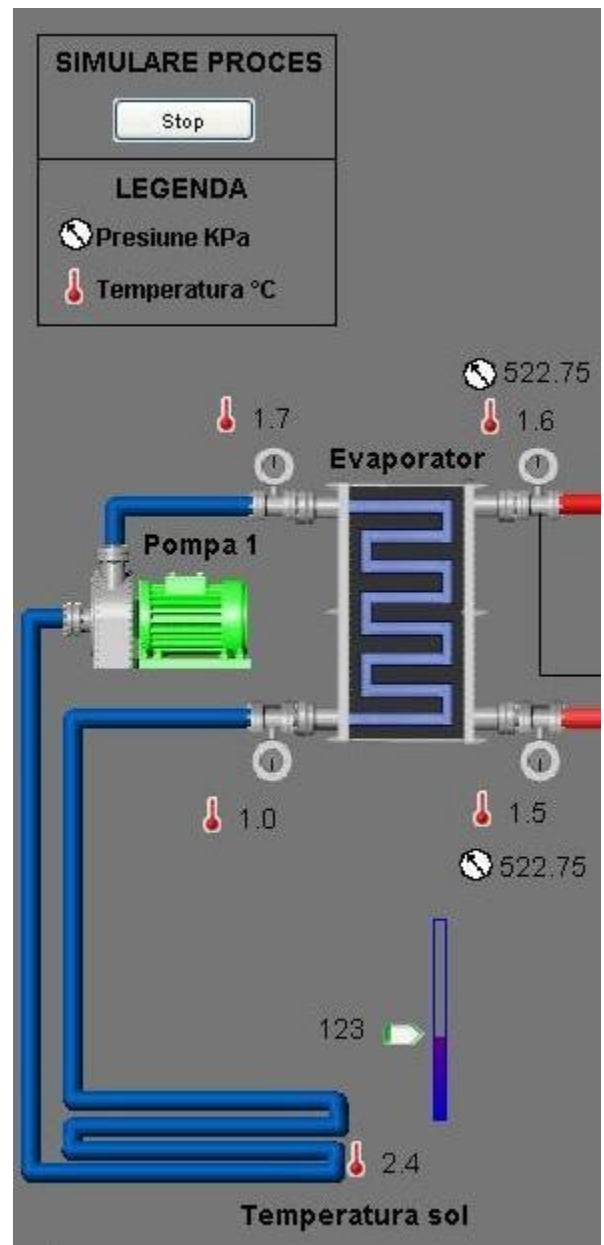 SIMULARE PROCES
Stop
LEGENDA
Presiune KPa
Temperatura °C
522.75
1.7
1.6
Evaporator
Pompa 1
1.0
1.5
522.75
123
2.4
Temperatura sol